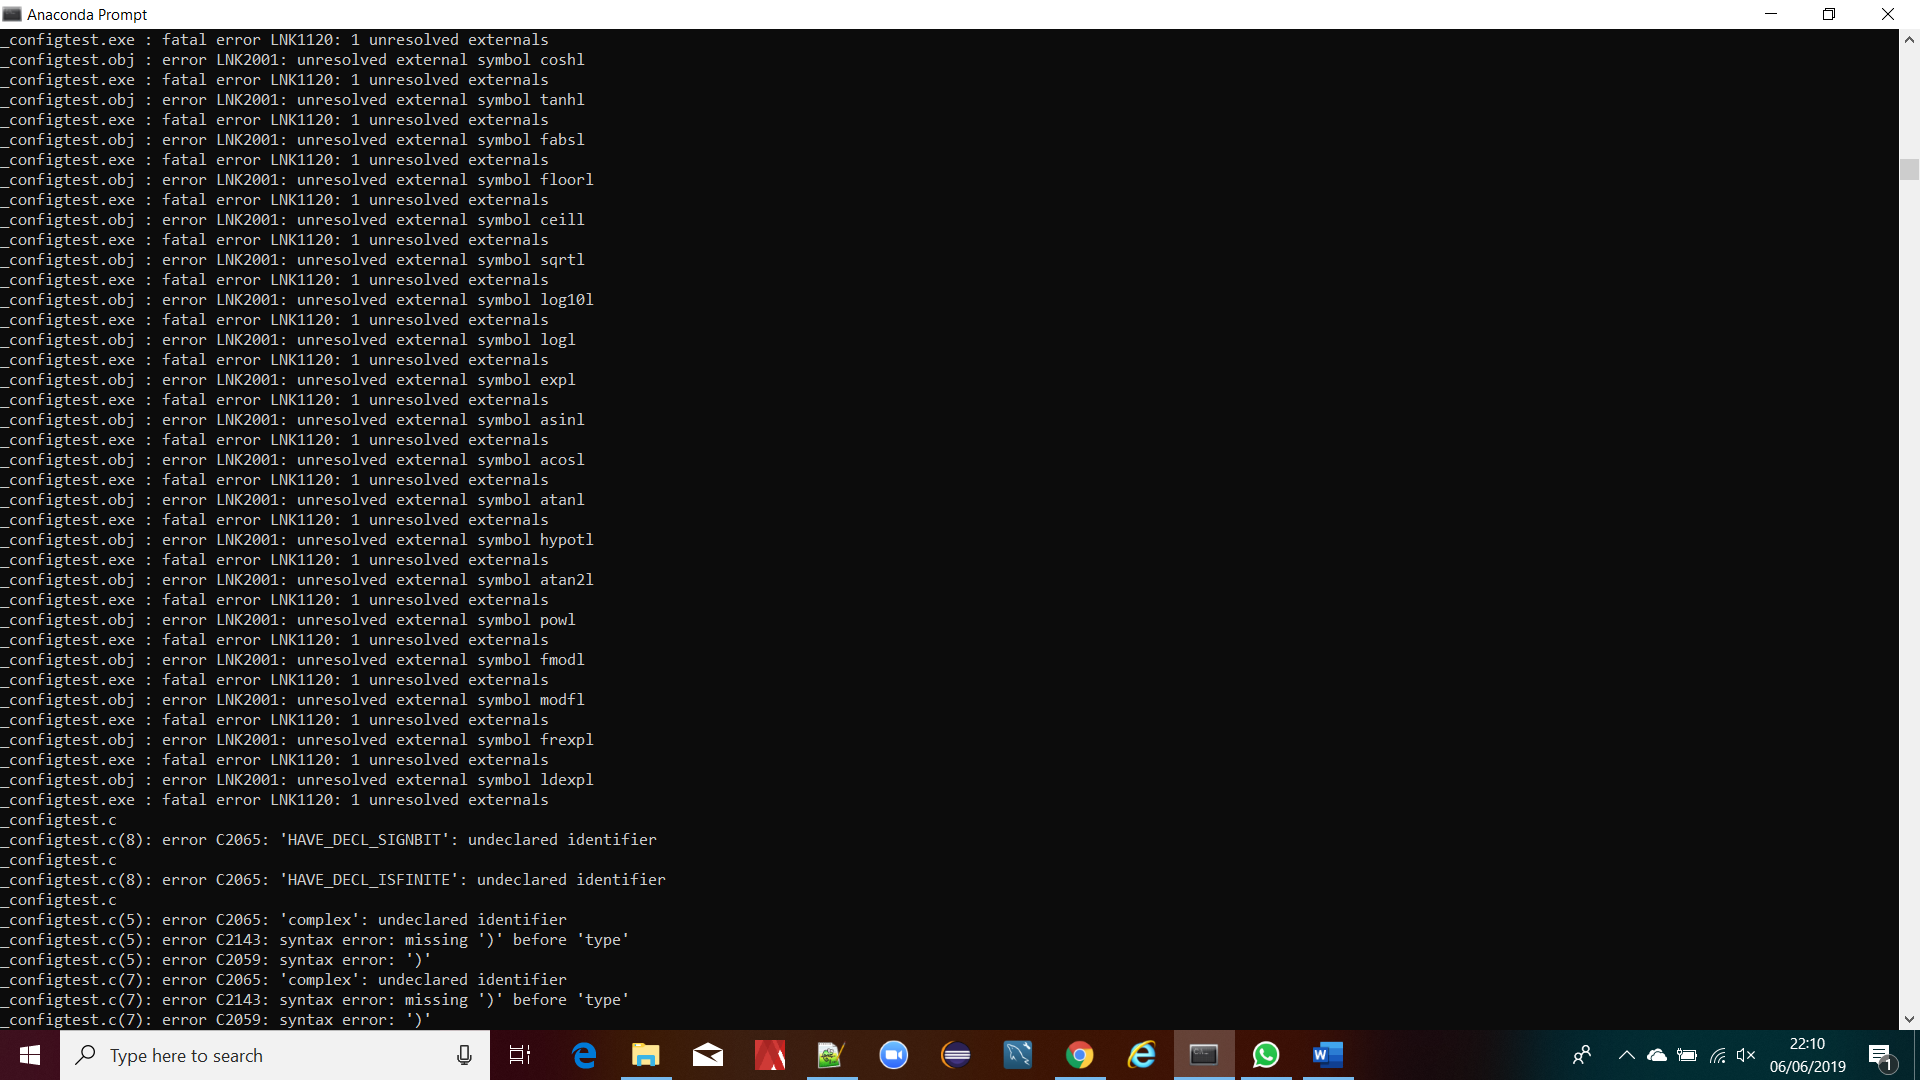 Anaconda Prompt
_configtest.exe : fatal error LNK1120: 1 unresolved externals
_configtest.obj : error LNK2001: unresolved external symbol coshl
_configtest.exe : fatal error LNK1120: 1 unresolved externals
_configtest.obj : error LNK2001: unresolved external symbol tanhl
_configtest.exe : fatal error LNK1120: 1 unresolved externals
_configtest.obj : error LNK2001: unresolved external symbol fabsl
_configtest.exe : fatal error LNK1120: 1 unresolved externals
_configtest.obj : error LNK2001: unresolved external symbol floorl
_configtest.exe : fatal error LNK1120: 1 unresolved externals
_configtest.obj : error LNK2001: unresolved external symbol ceill
_configtest.exe : fatal error LNK1120: 1 unresolved externals
_configtest.obj : error LNK2001: unresolved external symbol sqrtl
_configtest.exe : fatal error LNK1120: 1 unresolved externals
_configtest.obj : error LNK2001: unresolved external symbol log10l
_configtest.exe : fatal error LNK1120: 1 unresolved externals
_configtest.obj : error LNK2001: unresolved external symbol logl
_configtest.exe : fatal error LNK1120: 1 unresolved externals
_configtest.obj : error LNK2001: unresolved external symbol expl
_configtest.exe : fatal error LNK1120: 1 unresolved externals
_configtest.obj : error LNK2001: unresolved external symbol asinl
_configtest.exe : fatal error LNK1120: 1 unresolved externals
_configtest.obj : error LNK2001: unresolved external symbol acosl
_configtest.exe : fatal error LNK1120: 1 unresolved externals
_configtest.obj : error LNK2001: unresolved external symbol atanl
_configtest.exe : fatal error LNK1120: 1 unresolved externals
_configtest.obj : error LNK2001: unresolved external symbol hypotl
_configtest.exe : fatal error LNK1120: 1 unresolved externals
_configtest.obj : error LNK2001: unresolved external symbol atan2l
_configtest.exe : fatal error LNK1120: 1 unresolved externals
_configtest.obj : error LNK2001: unresolved external symbol powl
_configtest.exe : fatal error LNK1120: 1 unresolved externals
_configtest.obj : error LNK2001: unresolved external symbol fmodl
_configtest.exe : fatal error LNK1120: 1 unresolved externals
_configtest.obj : error LNK2001: unresolved external symbol modfl
_configtest.exe : fatal error LNK1120: 1 unresolved externals
_configtest.obj : error LNK2001: unresolved external symbol frexpl
_configtest.exe : fatal error LNK1120: 1 unresolved externals
_configtest.obj : error LNK2001: unresolved external symbol ldexpl
_configtest.exe : fatal error LNK1120: 1 unresolved externals
_configtest.c
_configtest.c(8): error C2065: 'HAVE_DECL_SIGNBIT': undeclared identifier
_configtest.c
_configtest.c(8): error C2065: 'HAVE_DECL_ISFINITE': undeclared identifier
_configtest.c
_configtest.c(5): error C2065: 'complex': undeclared identifier
_configtest.c(5): error C2143: syntax error: missing ')' before 'type'
_configtest.c(5): error C2059: syntax error: ')'
_configtest.c(7): error C2065: 'complex': undeclared identifier
_configtest.c(7): error C2143: syntax error: missing ')' before 'type'
_configtest.c(7): error C2059: syntax error: ')'
Type here to search
22:10
06/06/2019
1